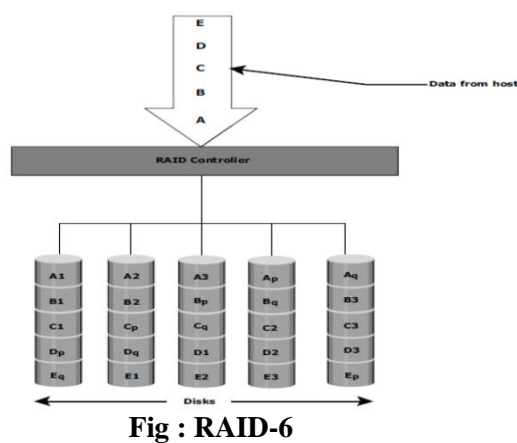 E
D
C
B
A
Data from host
RAID Controller
A1 A2 A3 Ap Aq
B1 B2 Bp Bq B3
C1 Cp Cq C2 C3
Dp Dq D1 D2 D3
Eq E1 E2 E3 Ep
Disks
Fig : RAID-6